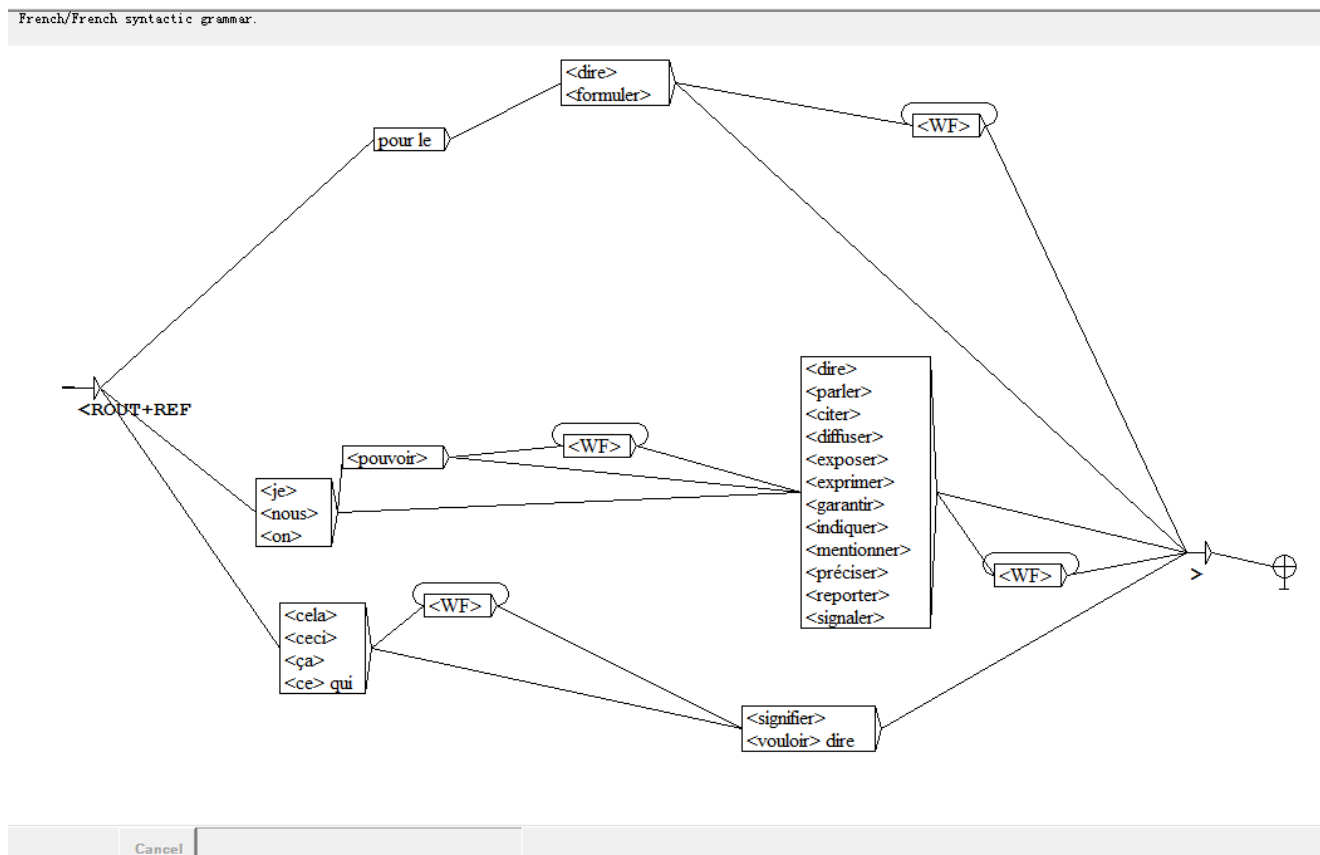 French/French syntactic grammar.
<dire>
<formuler>
<WF>
pour le
<ROUT+REF
<dire>
<parler>
<citer>
<diffuser>
<exposer>
<exprimer>
<garantir>
<indiquer>
<mentionner>
<préciser>
<reporter>
<signaler>
<WF>
<pouvoir>
<je>
<nous>
<on>
<WF>
>
<WF>
<cela>
<ceci>
<ça>
<ce> qui
<signifier>
<vouloir> dire
Cancel